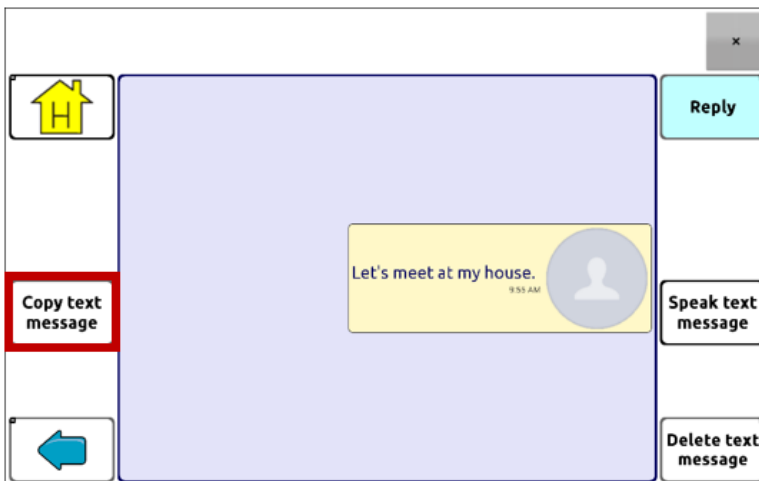 ×
H
Reply
Let's meet at my house.
9:55 AM
Copy text
message
Speak text
message
Delete text
message